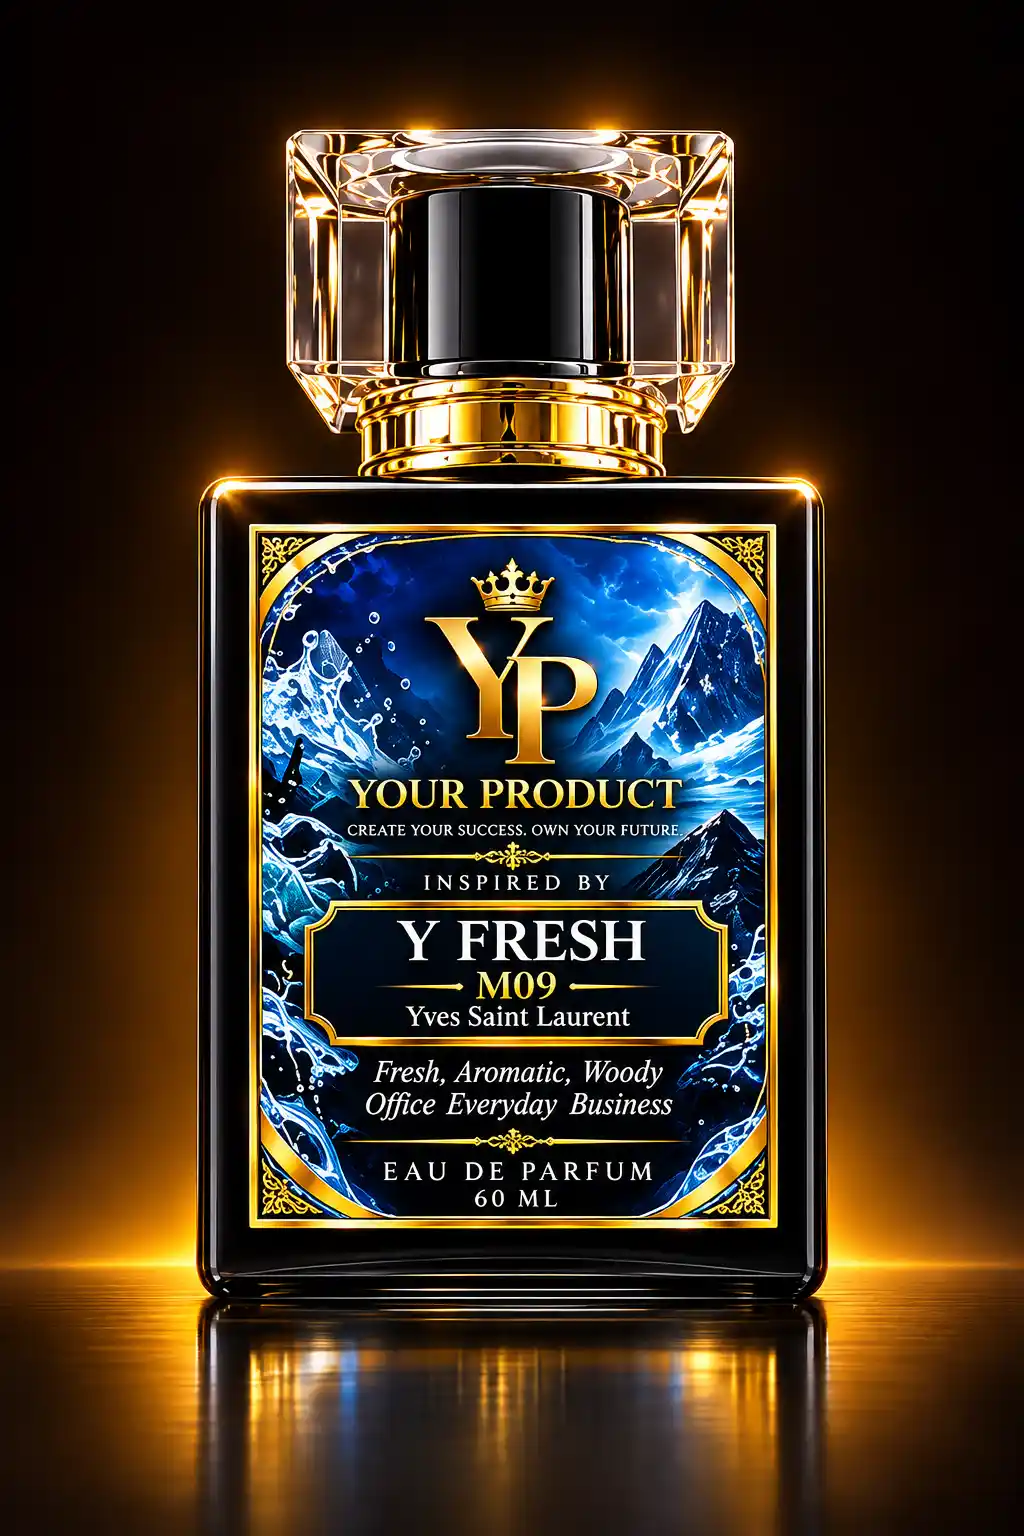 YP
YOUR PRODUCT
CREATE YOUR SUCCESS. OWN YOUR FUTURE.
INSPIRED BY
Y FRESH
M09
Yves Saint Laurent
Fresh, Aromatic, Woody
Office Everyday Business
EAU DE PARFUM
60 ML